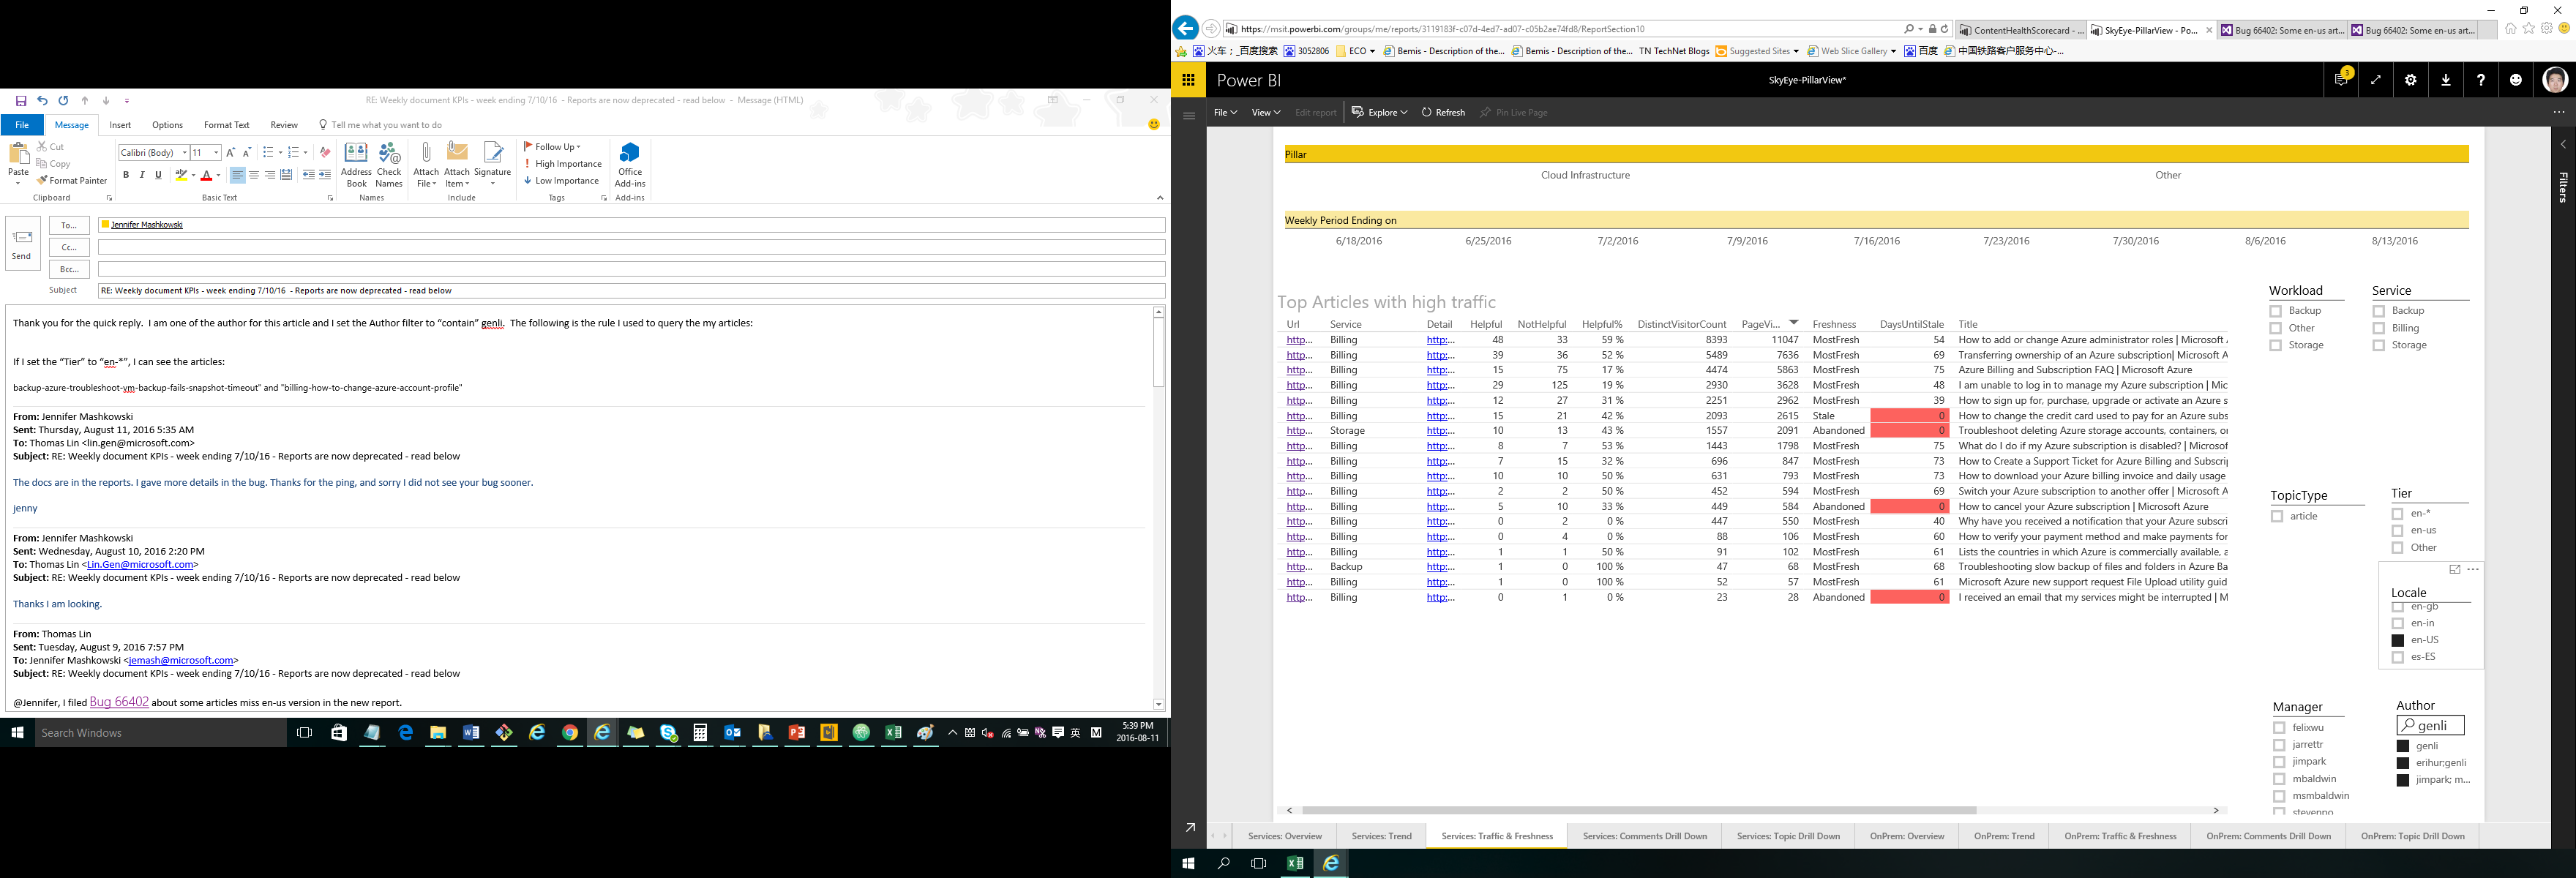 RE: Weekly document KPIs - week ending 7/10/16 - Reports are now deprecated - read below - Message (HTML)
File Message Insert Options Format Text Review Tell me what you want to do
Paste
Cut
Copy
Format Painter
Clipboard
Calibri (Body) 11
B I U
Basic Text
Address Book
Check Names
Names
Attach File
Attach Item
Signature
Include
Follow Up
High Importance
Low Importance
Tags
Office Add-ins
Add-ins
Send
To... Jennifer Mashkowski
Cc...
Bcc...
Subject RE: Weekly document KPIs - week ending 7/10/16 - Reports are now deprecated - read below
Thank you for the quick reply. I am one of the author for this article and I set the Author filter to “contain” genli. The following is the rule I used to query the my articles:
If I set the “Tier” to “en-*”, I can see the articles:
backup-azure-troubleshoot-vm-backup-fails-snapshot-timeout" and "billing-how-to-change-azure-account-profile"
From: Jennifer Mashkowski
Sent: Thursday, August 11, 2016 5:35 AM
To: Thomas Lin <lin.gen@microsoft.com>
Subject: RE: Weekly document KPIs - week ending 7/10/16 - Reports are now deprecated - read below
The docs are in the reports. I gave more details in the bug. Thanks for the ping, and sorry I did not see your bug sooner.
jenny
From: Jennifer Mashkowski
Sent: Wednesday, August 10, 2016 2:20 PM
To: Thomas Lin <Lin.Gen@microsoft.com>
Subject: RE: Weekly document KPIs - week ending 7/10/16 - Reports are now deprecated - read below
Thanks I am looking.
From: Thomas Lin
Sent: Tuesday, August 9, 2016 7:57 PM
To: Jennifer Mashkowski <jemash@microsoft.com>
Subject: RE: Weekly document KPIs - week ending 7/10/16 - Reports are now deprecated - read below
@Jennifer, I filed Bug 66402 about some articles miss en-us version in the new report.
Search Windows
英 M
5:39 PM
2016-08-11
https://msit.powerbi.com/groups/me/reports/3119183f-c07d-4ed7-ad07-c05b2ae74fd8/ReportSection10
ContentHealthScorecard - ... SkyEye-PillarView - Po... Bug 66402: Some en-us art... Bug 66402: Some en-us art...
火车；_百度搜索 3052806 ECO Bemis - Description of the... Bemis - Description of the... TN TechNet Blogs Suggested Sites Web Slice Gallery 百度 中国铁路客户服务中心-...
Power BI SkyEye-PillarView* 3
File View Edit report Explore Refresh Pin Live Page
Filters
Pillar
Cloud Infrastructure Other
Weekly Period Ending on
6/18/2016 6/25/2016 7/2/2016 7/9/2016 7/16/2016 7/23/2016 7/30/2016 8/6/2016 8/13/2016
Top Articles with high traffic
Url Service Detail Helpful NotHelpful Helpful% DistinctVisitorCount PageVi... Freshness DaysUntilStale Title
http... Billing http:... 48 33 59 % 8393 11047 MostFresh 54 How to add or change Azure administrator roles | Microsoft
http... Billing http:... 39 36 52 % 5489 7636 MostFresh 69 Transferring ownership of an Azure subscription| Microsoft A
http... Billing http:... 15 75 17 % 4474 5863 MostFresh 75 Azure Billing and Subscription FAQ | Microsoft Azure
http... Billing http:... 29 125 19 % 2930 3628 MostFresh 48 I am unable to log in to manage my Azure subscription | Mic
http... Billing http:... 12 27 31 % 2251 2962 MostFresh 39 How to sign up for, purchase, upgrade or activate an Azure s
http... Billing http:... 15 21 42 % 2093 2615 Stale 0 How to change the credit card used to pay for an Azure subs
http... Storage http:... 10 13 43 % 1557 2091 Abandoned 0 Troubleshoot deleting Azure storage accounts, containers, or
http... Billing http:... 8 7 53 % 1443 1798 MostFresh 75 What do I do if my Azure subscription is disabled? | Microsof
http... Billing http:... 7 15 32 % 696 847 MostFresh 73 How to Create a Support Ticket for Azure Billing and Subscrip
http... Billing http:... 10 10 50 % 631 793 MostFresh 73 How to download your Azure billing invoice and daily usage
http... Billing http:... 2 2 50 % 452 594 MostFresh 69 Switch your Azure subscription to another offer | Microsoft A
http... Billing http:... 5 10 33 % 449 584 Abandoned 0 How to cancel your Azure subscription | Microsoft Azure
http... Billing http:... 0 2 0 % 447 550 MostFresh 40 Why have you received a notification that your Azure subscri
http... Billing http:... 0 4 0 % 88 106 MostFresh 60 How to verify your payment method and make payments for
http... Billing http:... 1 1 50 % 91 102 MostFresh 61 Lists the countries in which Azure is commercially available, a
http... Backup http:... 1 0 100 % 47 68 MostFresh 68 Troubleshooting slow backup of files and folders in Azure Ba
http... Billing http:... 1 0 100 % 52 57 MostFresh 61 Microsoft Azure new support request File Upload utility guid
http... Billing http:... 0 1 0 % 23 28 Abandoned 0 I received an email that my services might be interrupted | M
Workload
Backup
Other
Storage
Service
Backup
Billing
Storage
TopicType
article
Tier
en-*
en-us
Other
Locale
en-gb
en-in
en-US
es-ES
Manager
felixwu
jarrettr
jimpark
mbaldwin
msmbaldwin
stevenpo
Author
genli
genli
erihur;genli
jimpark; m...
Services: Overview Services: Trend Services: Traffic & Freshness Services: Comments Drill Down Services: Topic Drill Down OnPrem: Overview OnPrem: Trend OnPrem: Traffic & Freshness OnPrem: Comments Drill Down OnPrem: Topic Drill Down